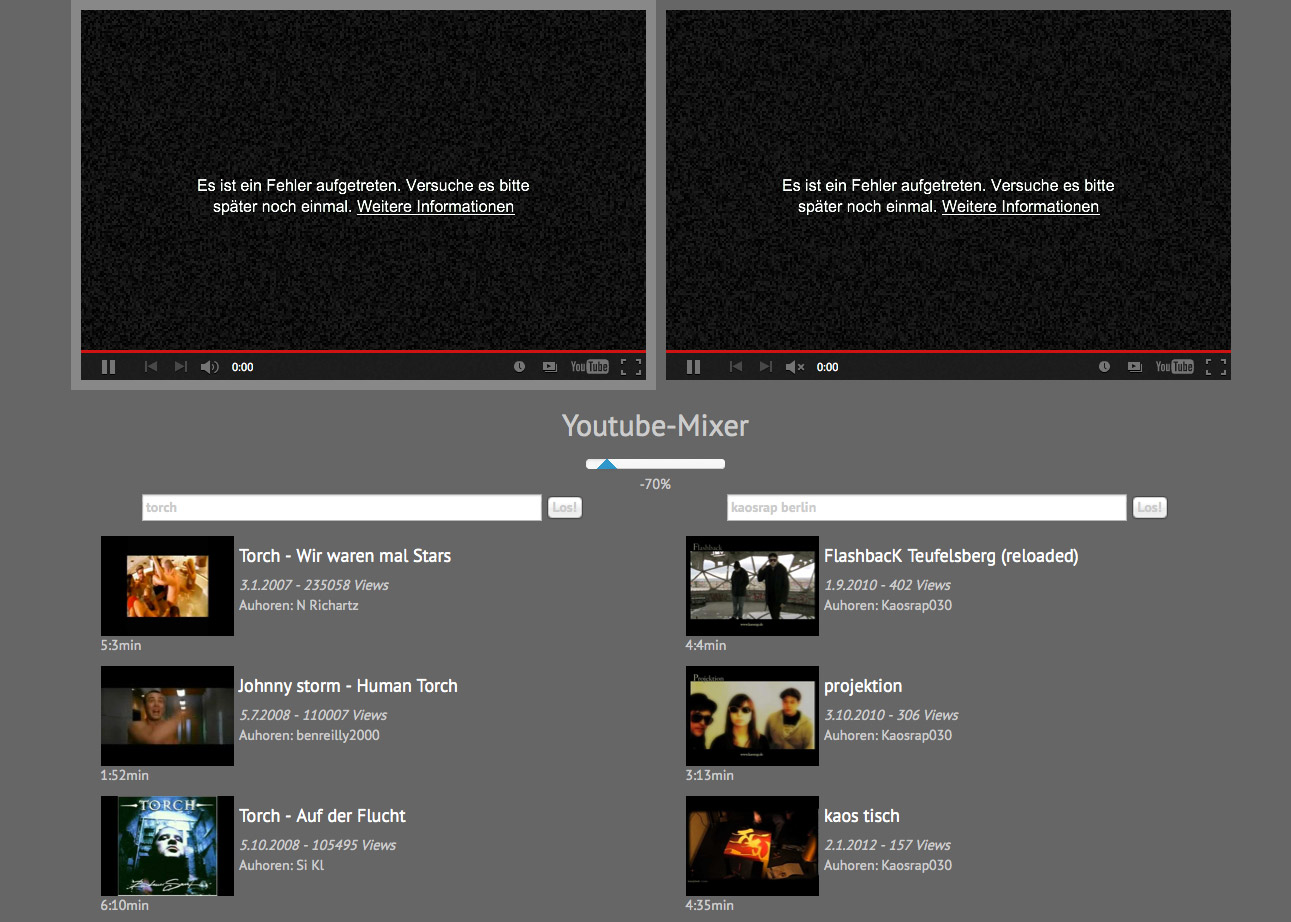 Es ist ein Fehler aufgetreten. Versuche es bitte
später noch einmal. Weitere Informationen
0:00
YouTube
Es ist ein Fehler aufgetreten. Versuche es bitte
später noch einmal. Weitere Informationen
0:00
YouTube
Youtube-Mixer
-70%
torch
Los!
kaosrap berlin
Los!
Torch - Wir waren mal Stars
3.1.2007 - 235058 Views
Auhoren: N Richartz
5:3min
Johnny storm - Human Torch
5.7.2008 - 110007 Views
Auhoren: benreilly2000
1:52min
TORCH
Torch - Auf der Flucht
5.10.2008 - 105495 Views
Auhoren: Si Kl
6:10min
Flashback
FlashbacK Teufelsberg (reloaded)
1.9.2010 - 402 Views
Auhoren: Kaosrap030
4:4min
Projektion
projektion
3.10.2010 - 306 Views
Auhoren: Kaosrap030
3:13min
kaos tisch
2.1.2012 - 157 Views
Auhoren: Kaosrap030
4:35min